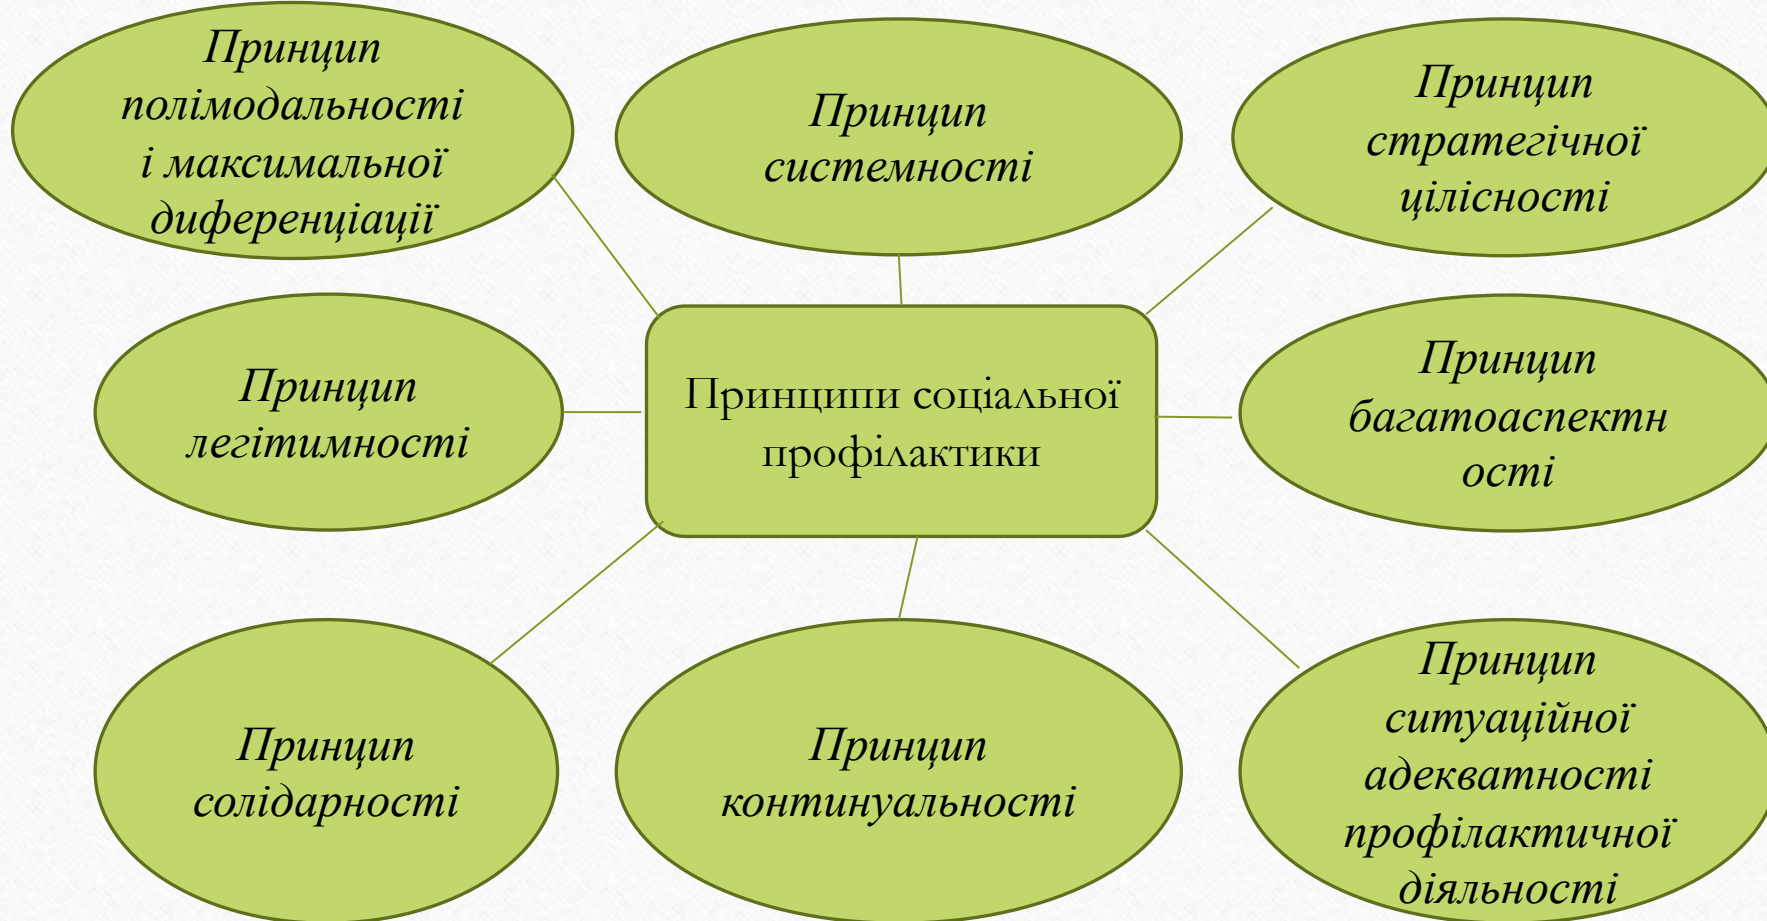 Принцип
полімодальності
і максимальної
диференціації
Принцип
системності
Принцип
стратегічної
цілісності
Принцип
легітимності
Принципи соціальної
профілактики
Принцип
багатоаспектн
ості
Принцип
солідарності
Принцип
континуальності
Принцип
ситуаційної
адекватності
профілактичної
діяльності